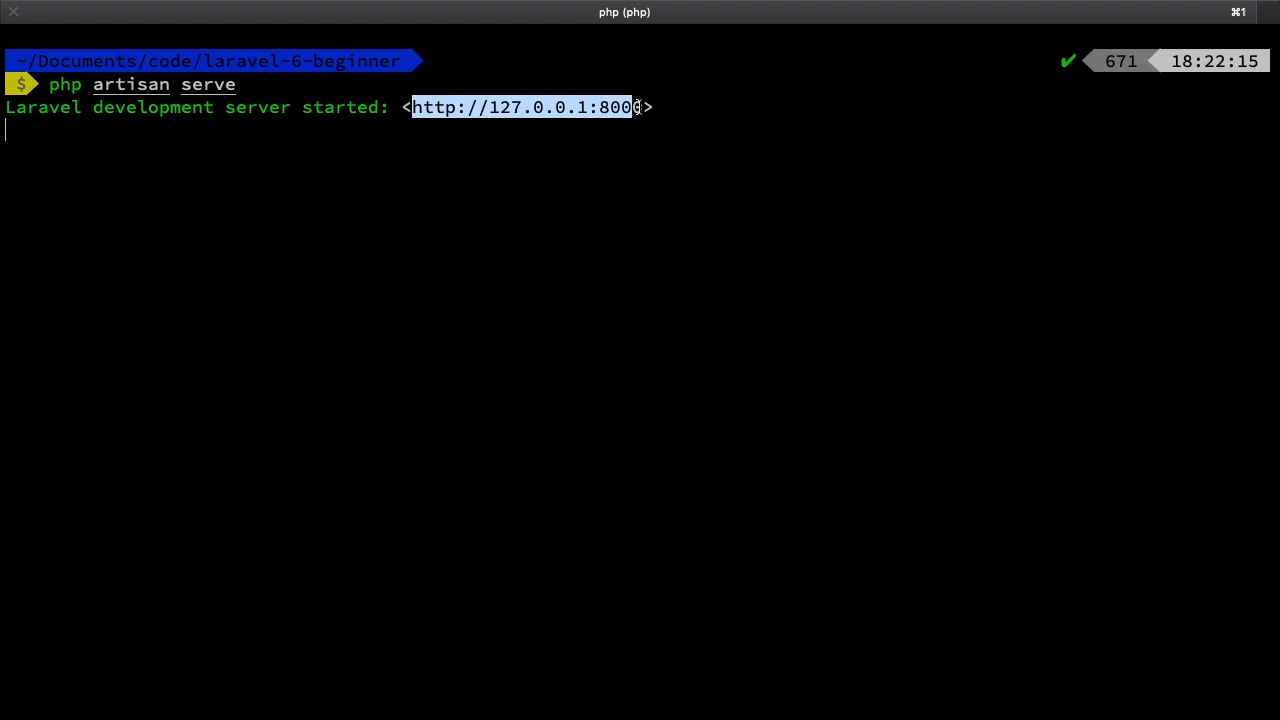 php (php)
⌘1
~/Documents/code/laravel-6-beginner
✔ 671 18:22:15
$ php artisan serve
Laravel development server started: <http://127.0.0.1:8000>